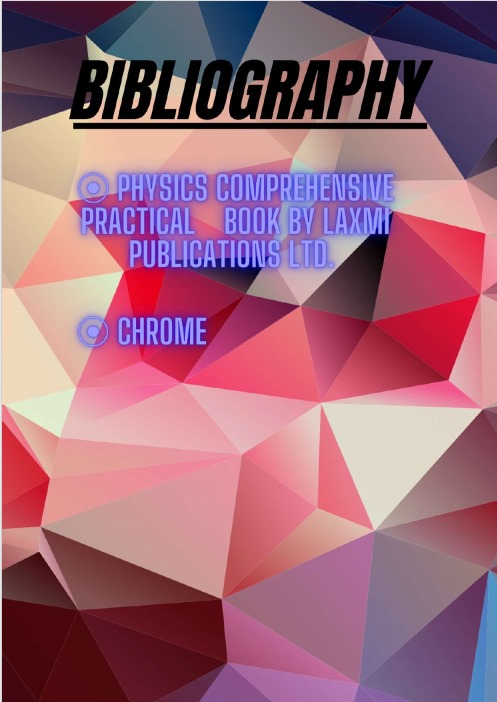 BIBLIOGRAPHY
⦿ PHYSICS COMPREHENSIVE
PRACTICAL BOOK BY LAXMI
PUBLICATIONS LTD.
⦿ CHROME